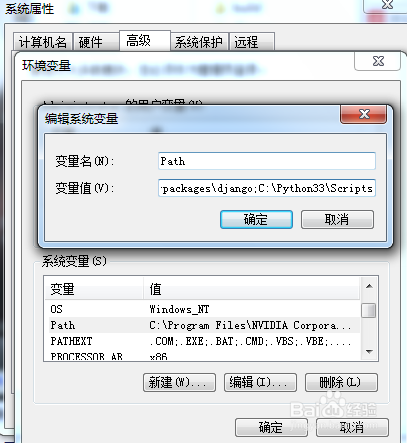 系统属性
计算机名 硬件 高级 系统保护 远程
环境变量
的用户变量(U)
编辑系统变量
变量名(N): Path
变量值(V): packages\django;C:\Python33\Scripts
确定 取消
系统变量(S)
变量 值
OS Windows_NT
Path C:\Program Files\NVIDIA Corpora...
PATHEXT .COM;.EXE;.BAT;.CMD;.VBS;.VBE;....
PROCESSOR_AR x86
新建(W)... 编辑(I)... 删除(L)
Baidu 经验
确定 取消